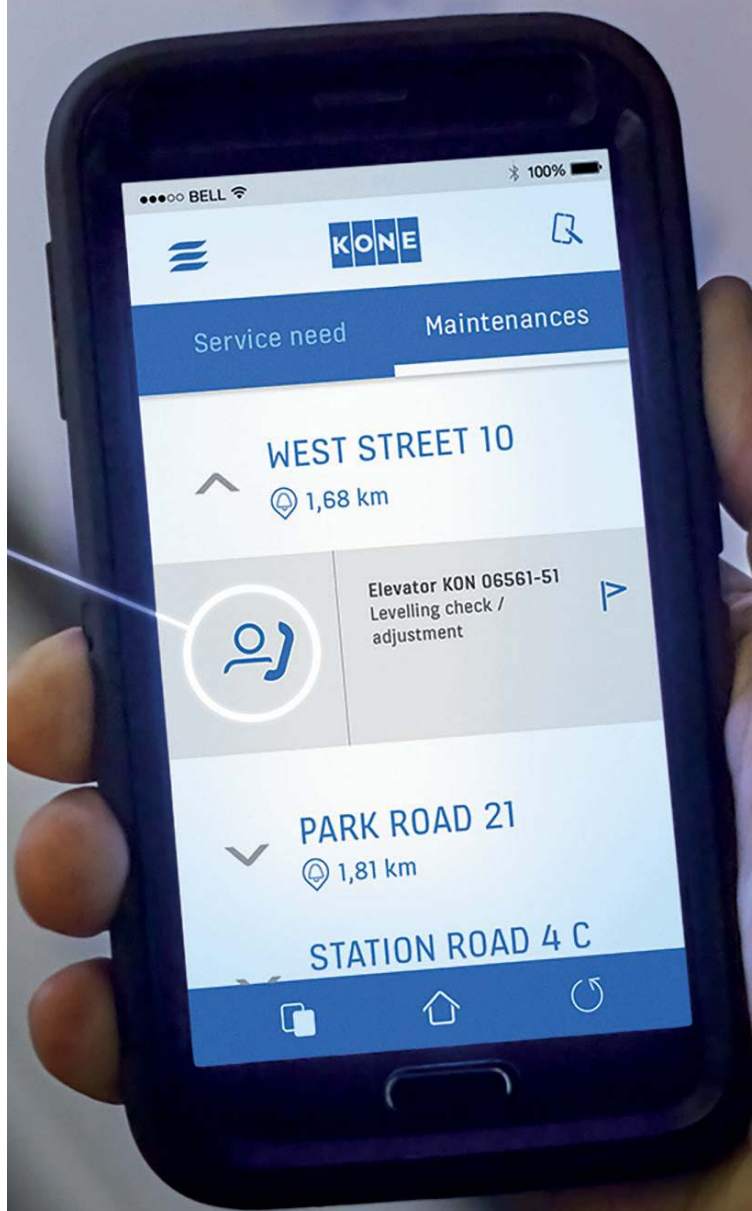 ●●●○○ BELL 100%
KONE
Service need Maintenances
WEST STREET 10
1,68 km
Elevator KON 06561-51
Levelling check /
adjustment
PARK ROAD 21
1,81 km
STATION ROAD 4 C